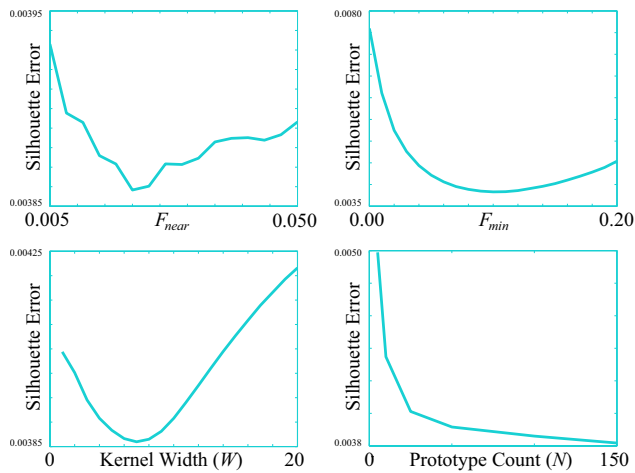 0.00395
Silhouette Error
0.00385
0.005
F_near
0.050
0.0080
Silhouette Error
0.0035
0.00
F_min
0.20
0.00425
Silhouette Error
0.00385
0
Kernel Width (W)
20
0.0050
Silhouette Error
0.0038
0
Prototype Count (N)
150